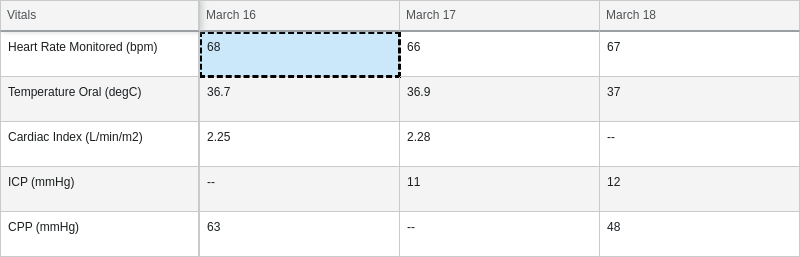 Vitals March 16 March 17 March 18
Heart Rate Monitored (bpm) 68 66 67
Temperature Oral (degC) 36.7 36.9 37
Cardiac Index (L/min/m2) 2.25 2.28 --
ICP (mmHg) -- 11 12
CPP (mmHg) 63 -- 48